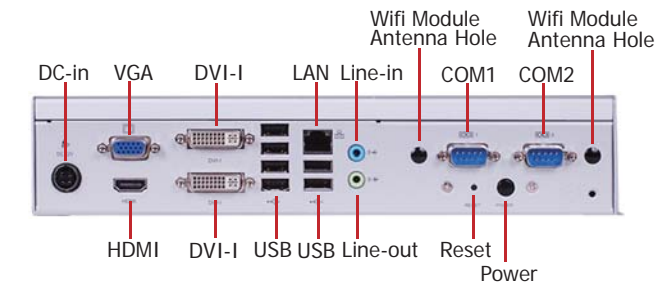 Wifi Module
Antenna Hole
Wifi Module
Antenna Hole
DC-in
VGA
DVI-I
LAN
Line-in
COM1
COM2
DVI-I
HDMI
DVI-I
USB
USB
Line-out
Reset
Power